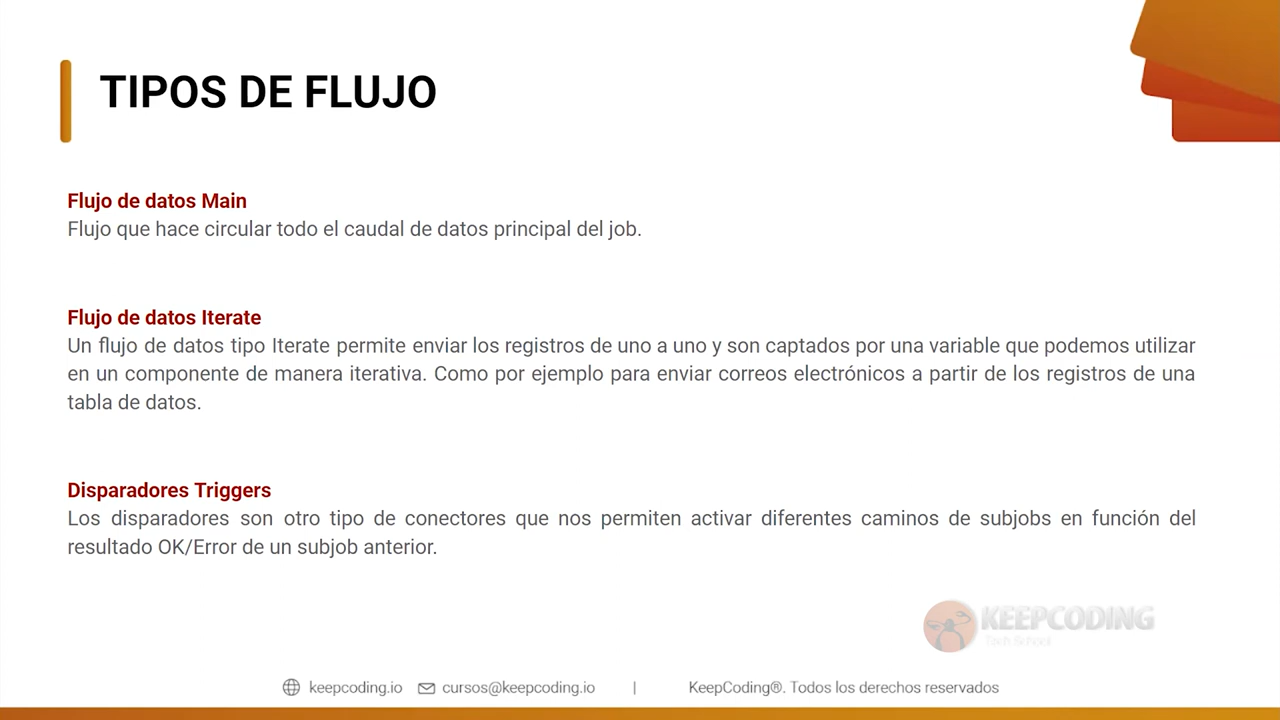 TIPOS DE FLUJO
Flujo de datos Main
Flujo que hace circular todo el caudal de datos principal del job.
Flujo de datos Iterate
Un flujo de datos tipo Iterate permite enviar los registros de uno a uno y son captados por una variable que podemos utilizar
en un componente de manera iterativa. Como por ejemplo para enviar correos electrónicos a partir de los registros de una
tabla de datos.
Disparadores Triggers
Los disparadores son otro tipo de conectores que nos permiten activar diferentes caminos de subjobs en función del
resultado OK/Error de un subjob anterior.
KEEPCODING
Tech School
keepcoding.io cursos@keepcoding.io | KeepCoding®. Todos los derechos reservados